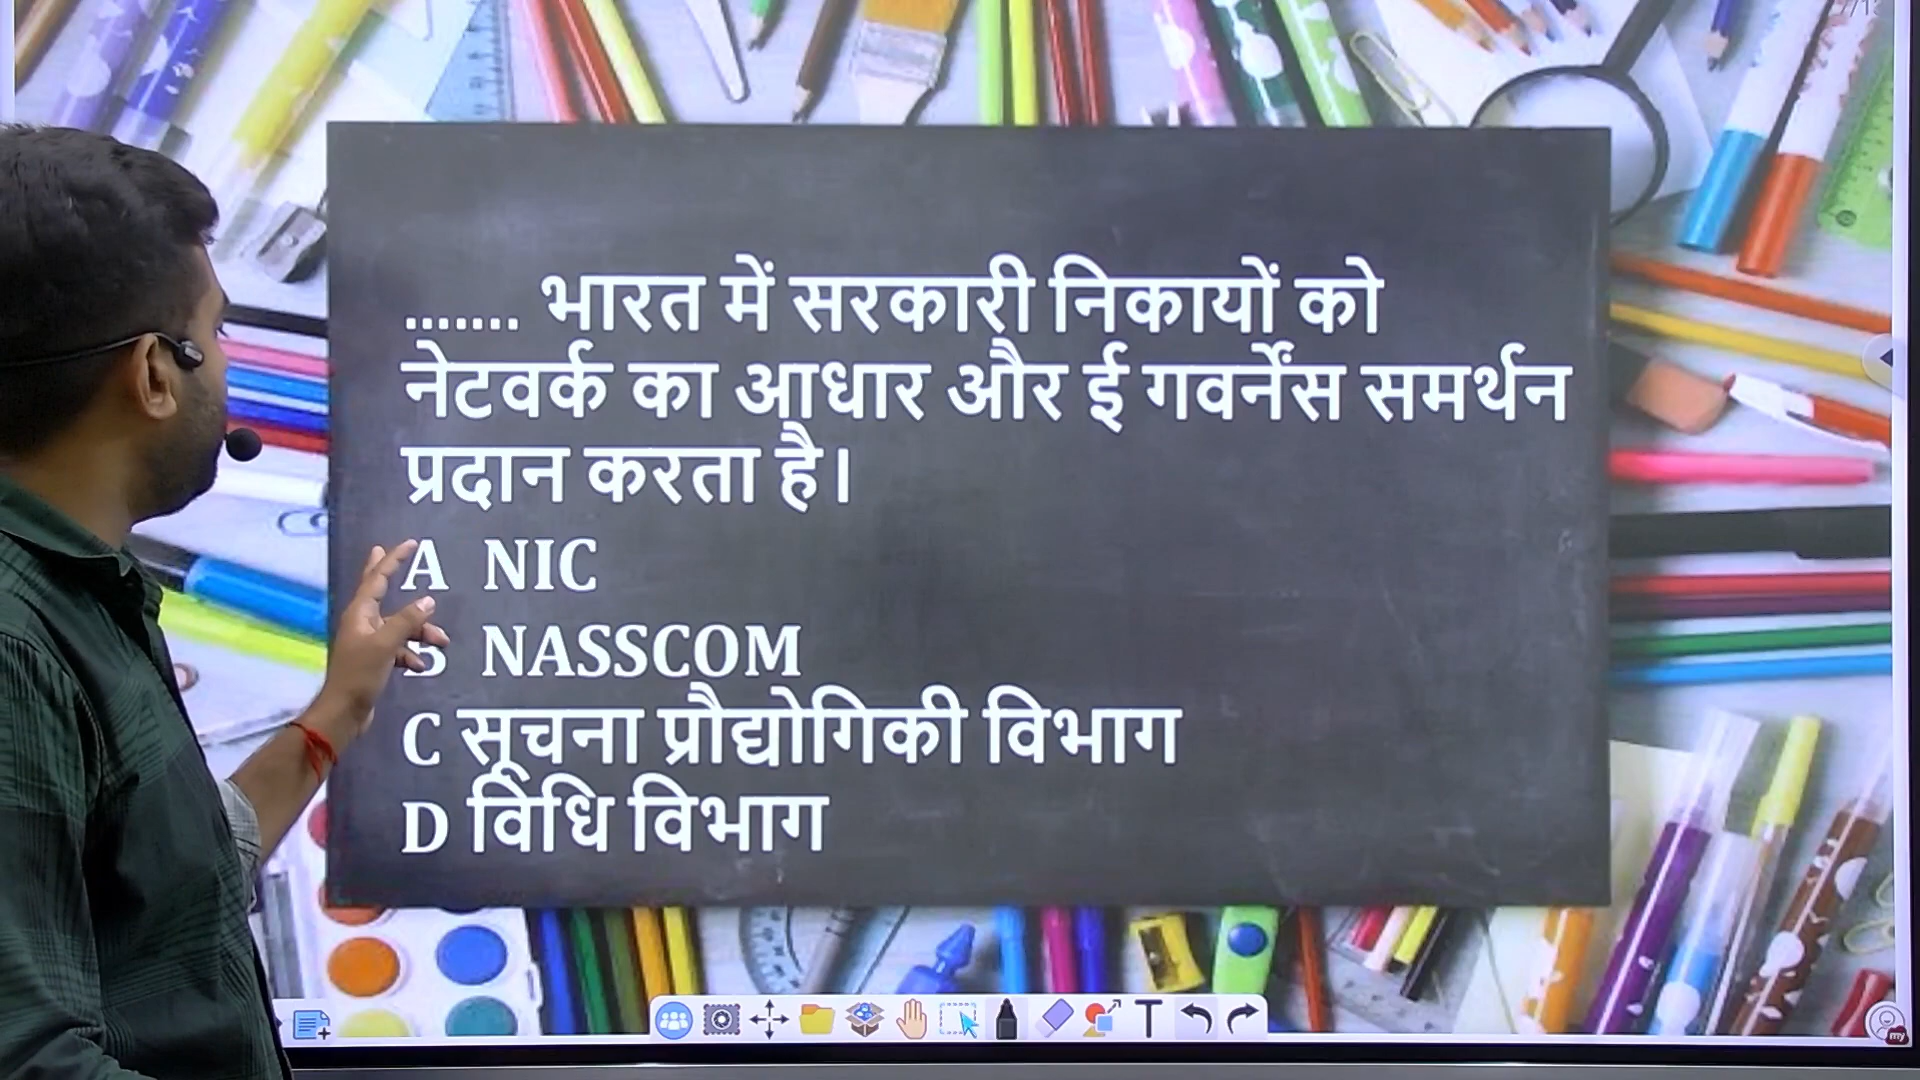 ....... भारत में सरकारी निकायों को
नेटवर्क का आधार और ई गवर्नेंस समर्थन
प्रदान करता है।
A NIC
B NASSCOM
C सूचना प्रौद्योगिकी विभाग
D विधि विभाग